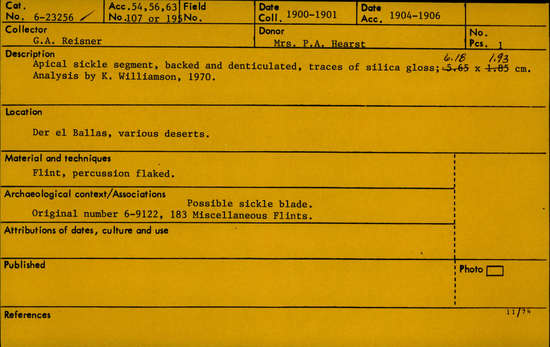 Cat. No. 6-23256
Acc. 54,56,63 No. 107 or 195
Field No.
Date Coll. 1900-1901
Date Acc. 1904-1906
Collector G.A. Reisner
Donor Mrs. P.A. Hearst
No. Pcs. 1
Description
6.18 1.93
Apical sickle segment, backed and denticulated, traces of silica gloss; 5.65 x 1.85 cm.
Analysis by K. Williamson, 1970.
Location
Der el Ballas, various deserts.
Material and techniques
Flint, percussion flaked.
Archaeological context/Associations
Possible sickle blade.
Original number 6-9122, 183 Miscellaneous Flints.
Attributions of dates, culture and use
Published
Photo
References